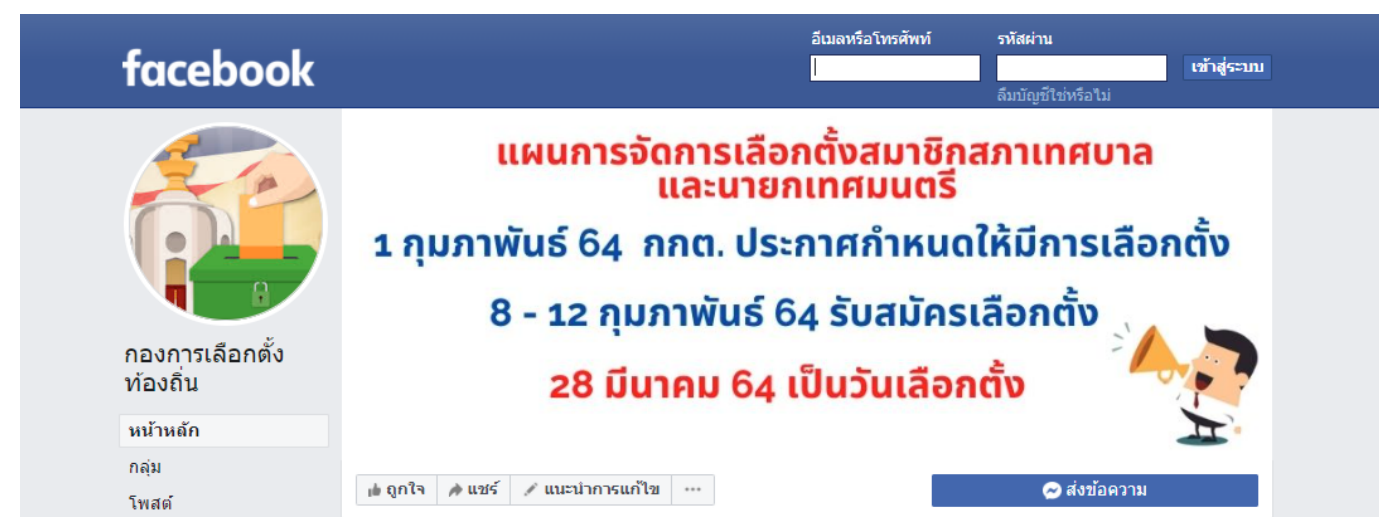 facebook
อีเมลหรือโทรศัพท์
รหัสผ่าน
เข้าสู่ระบบ
ลืมบัญชีใช่หรือไม่
แผนการจัดการเลือกตั้งสมาชิกสภาเทศบาล
และนายกเทศมนตรี
1 กุมภาพันธ์ 64 กกต. ประกาศกำหนดให้มีการเลือกตั้ง
8 - 12 กุมภาพันธ์ 64 รับสมัครเลือกตั้ง
28 มีนาคม 64 เป็นวันเลือกตั้ง
กองการเลือกตั้ง
ท้องถิ่น
หน้าหลัก
กลุ่ม
โพสต์
ถูกใจ
แชร์
แนะนำการแก้ไข
ส่งข้อความ